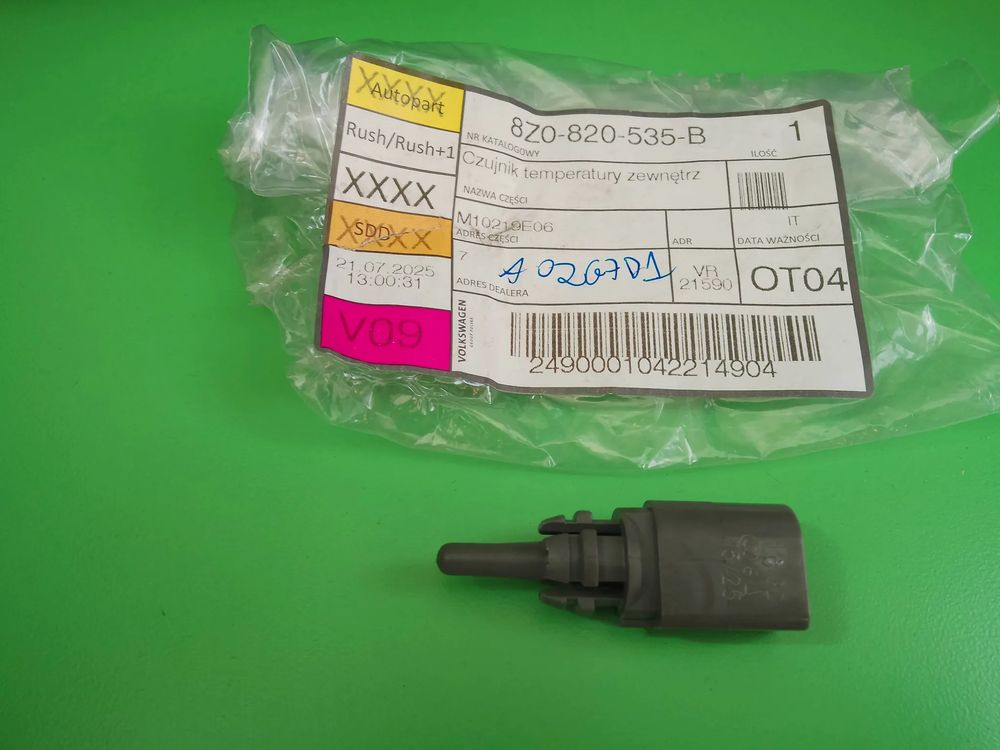 XXXX
Autopart
Rush/Rush+1
XXXX
XXXX
SDD
21.07.2025
13:00:31
V09
8Z0-820-535-B
NR KATALOGOWY
1
ILOŚĆ
Czujnik temperatury zewnętrz
NAZWA CZĘŚCI
M10219E06
ADRES CZĘŚCI
ADR
IT
DATA WAŻNOŚCI
7
A 0267D1
ADRES DEALERA
VR
21590
OT04
VOLKSWAGEN
2490001042214904